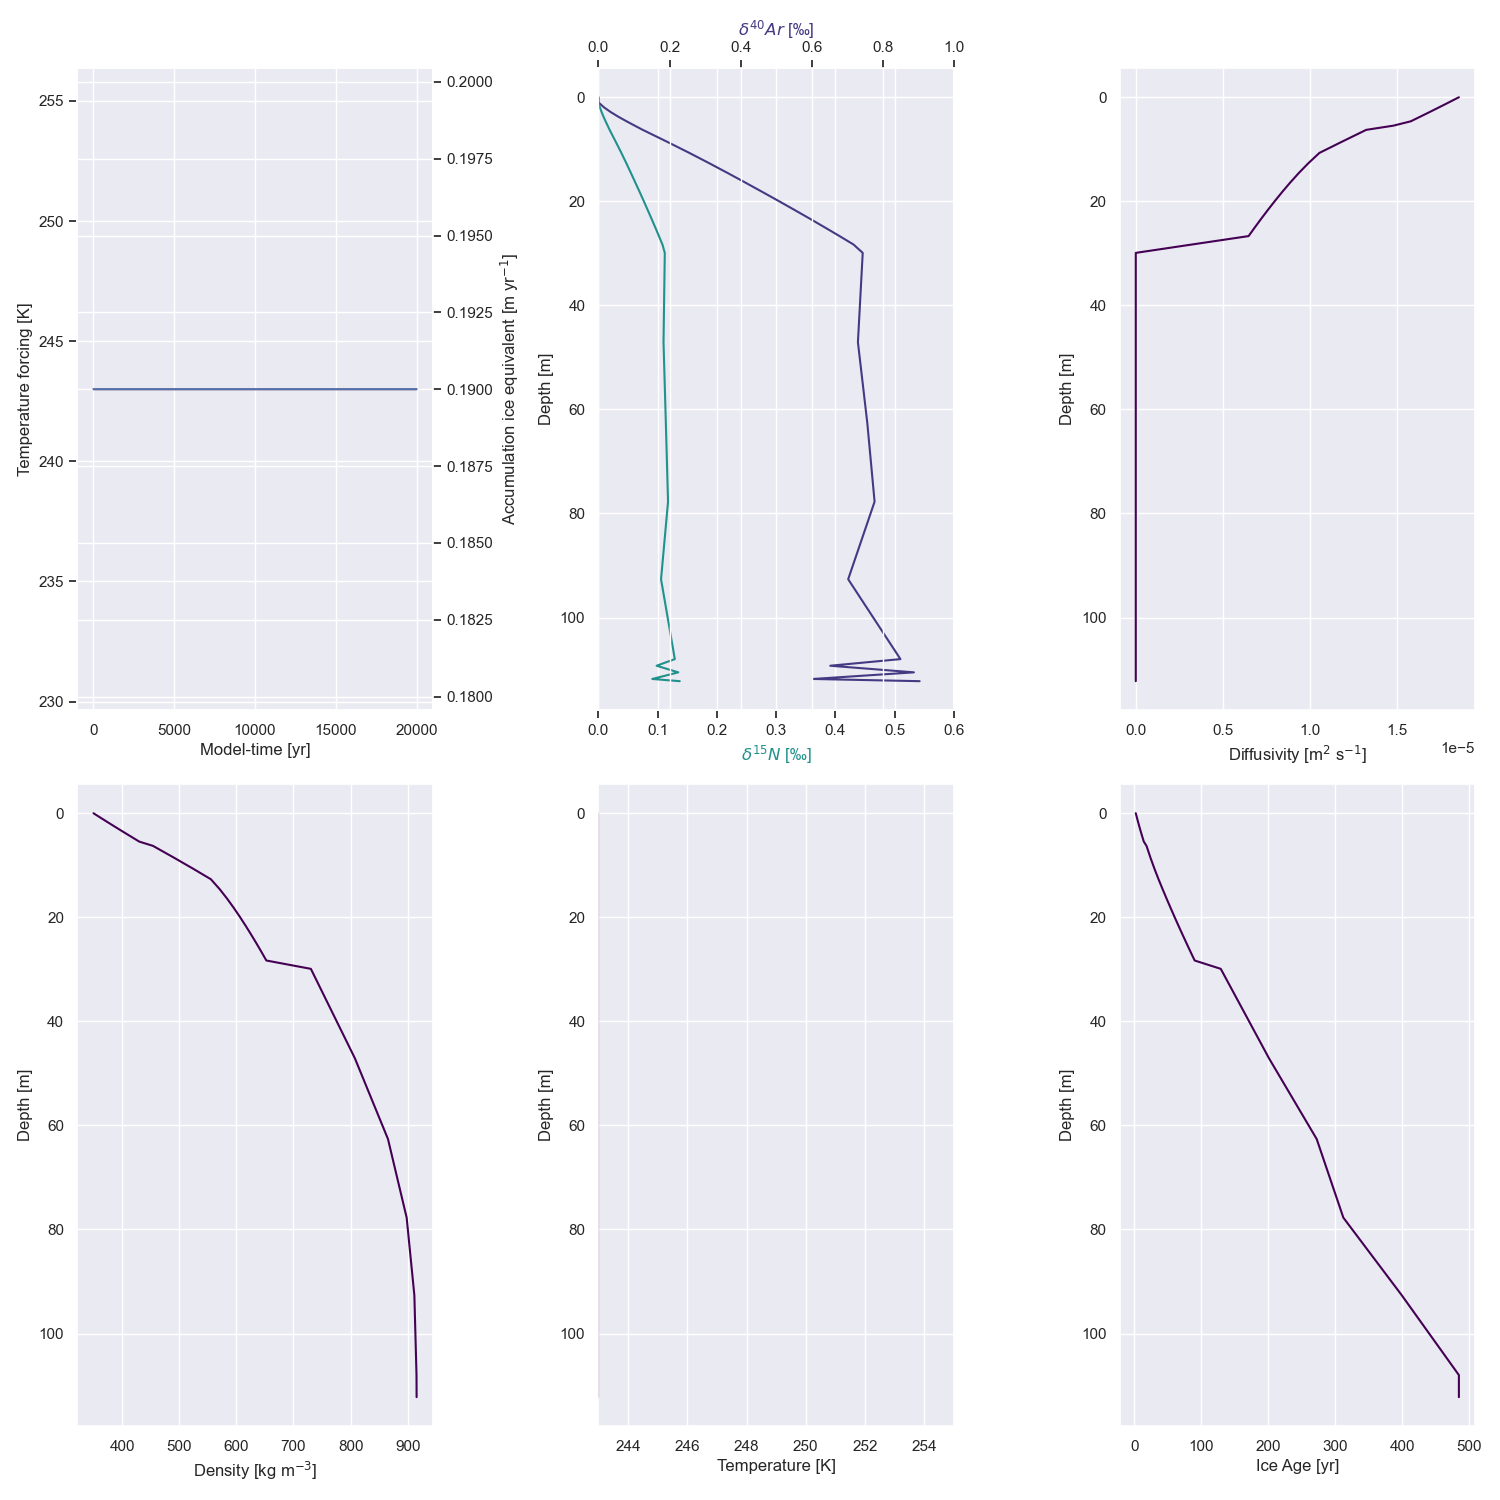 δ⁴⁰Ar [‰]
0.0 0.2 0.4 0.6 0.8 1.0
Temperature forcing [K]
255
250
245
240
235
230
0 5000 10000 15000 20000
Model-time [yr]
0.2000
0.1975
0.1950
0.1925
0.1900
0.1875
0.1850
0.1825
0.1800
Accumulation ice equivalent [m yr⁻¹]
Depth [m]
0
20
40
60
80
100
0.0 0.1 0.2 0.3 0.4 0.5 0.6
δ¹⁵N [‰]
Depth [m]
0
20
40
60
80
100
0.0 0.5 1.0 1.5
1e−5
Diffusivity [m² s⁻¹]
Depth [m]
0
20
40
60
80
100
400 500 600 700 800 900
Density [kg m⁻³]
Depth [m]
0
20
40
60
80
100
244 246 248 250 252 254
Temperature [K]
Depth [m]
0
20
40
60
80
100
0 100 200 300 400 500
Ice Age [yr]